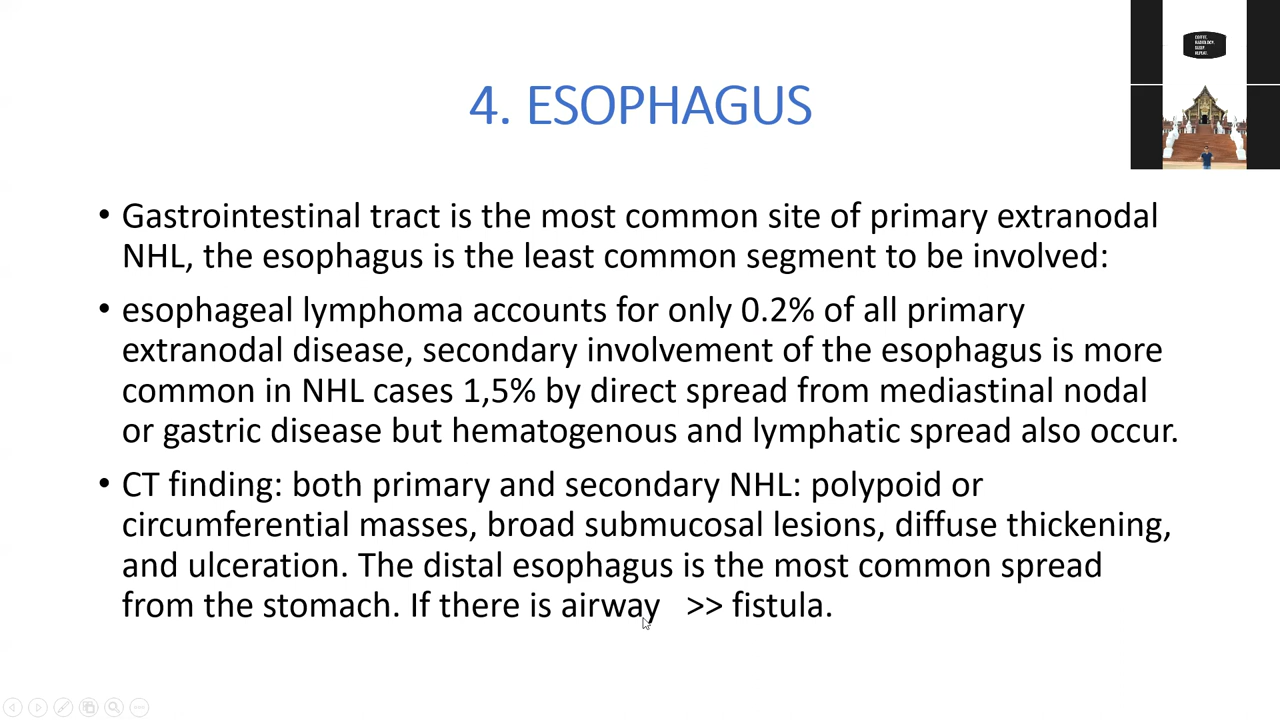 COFFEE.
RADIOLOGY.
SLEEP.
REPEAT.
4. ESOPHAGUS
• Gastrointestinal tract is the most common site of primary extranodal
NHL, the esophagus is the least common segment to be involved:
• esophageal lymphoma accounts for only 0.2% of all primary
extranodal disease, secondary involvement of the esophagus is more
common in NHL cases 1,5% by direct spread from mediastinal nodal
or gastric disease but hematogenous and lymphatic spread also occur.
• CT finding: both primary and secondary NHL: polypoid or
circumferential masses, broad submucosal lesions, diffuse thickening,
and ulceration. The distal esophagus is the most common spread
from the stomach. If there is airway >> fistula.